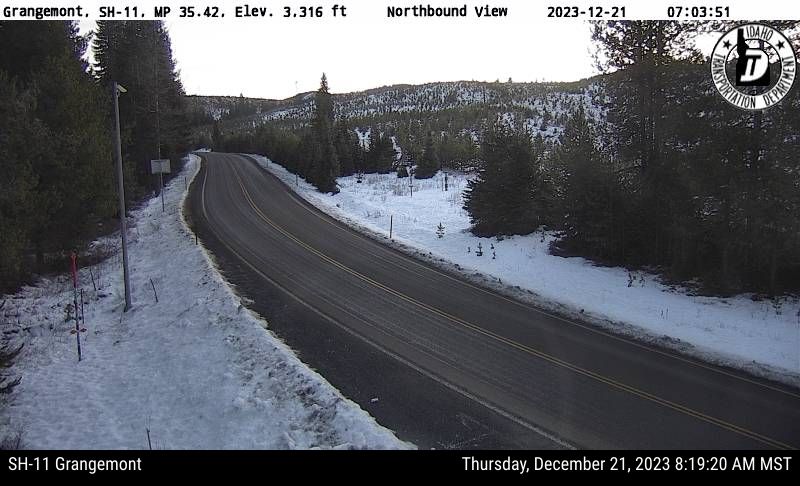 Grangemont, SH-11, MP 35.42, Elev. 3,316 ft Northbound View 2023-12-21 07:03:51
IDAHO
TRANSPORTATION DEPARTMENT
SH-11 Grangemont Thursday, December 21, 2023 8:19:20 AM MST